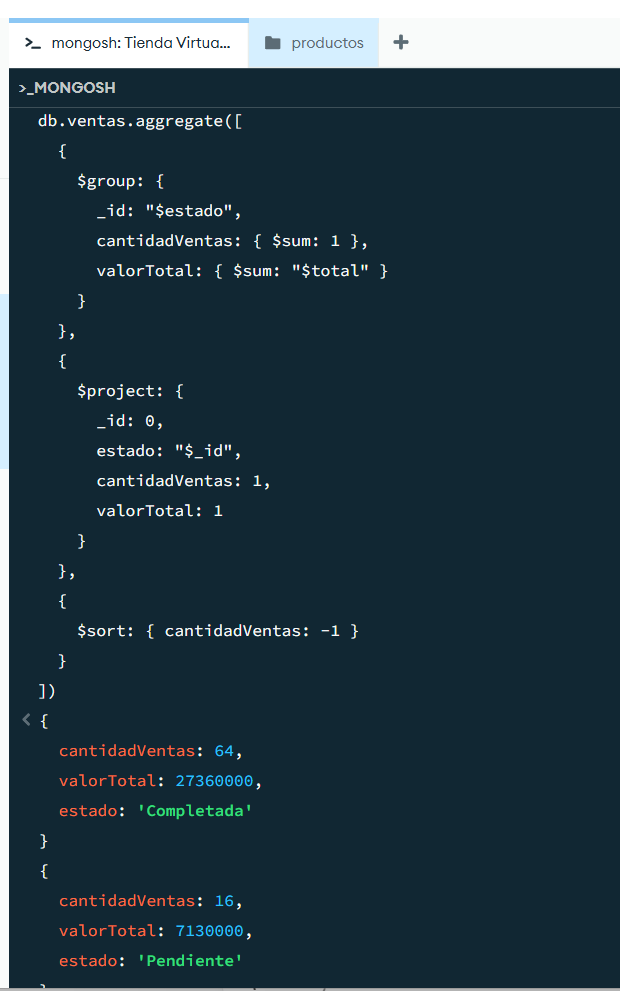 >_ mongosh: Tienda Virtua... productos +
>_MONGOSH
db.ventas.aggregate([
  {
    $group: {
      _id: "$estado",
      cantidadVentas: { $sum: 1 },
      valorTotal: { $sum: "$total" }
    }
  },
  {
    $project: {
      _id: 0,
      estado: "$_id",
      cantidadVentas: 1,
      valorTotal: 1
    }
  },
  {
    $sort: { cantidadVentas: -1 }
  }
])
< {
  cantidadVentas: 64,
  valorTotal: 27360000,
  estado: 'Completada'
}
{
  cantidadVentas: 16,
  valorTotal: 7130000,
  estado: 'Pendiente'
}